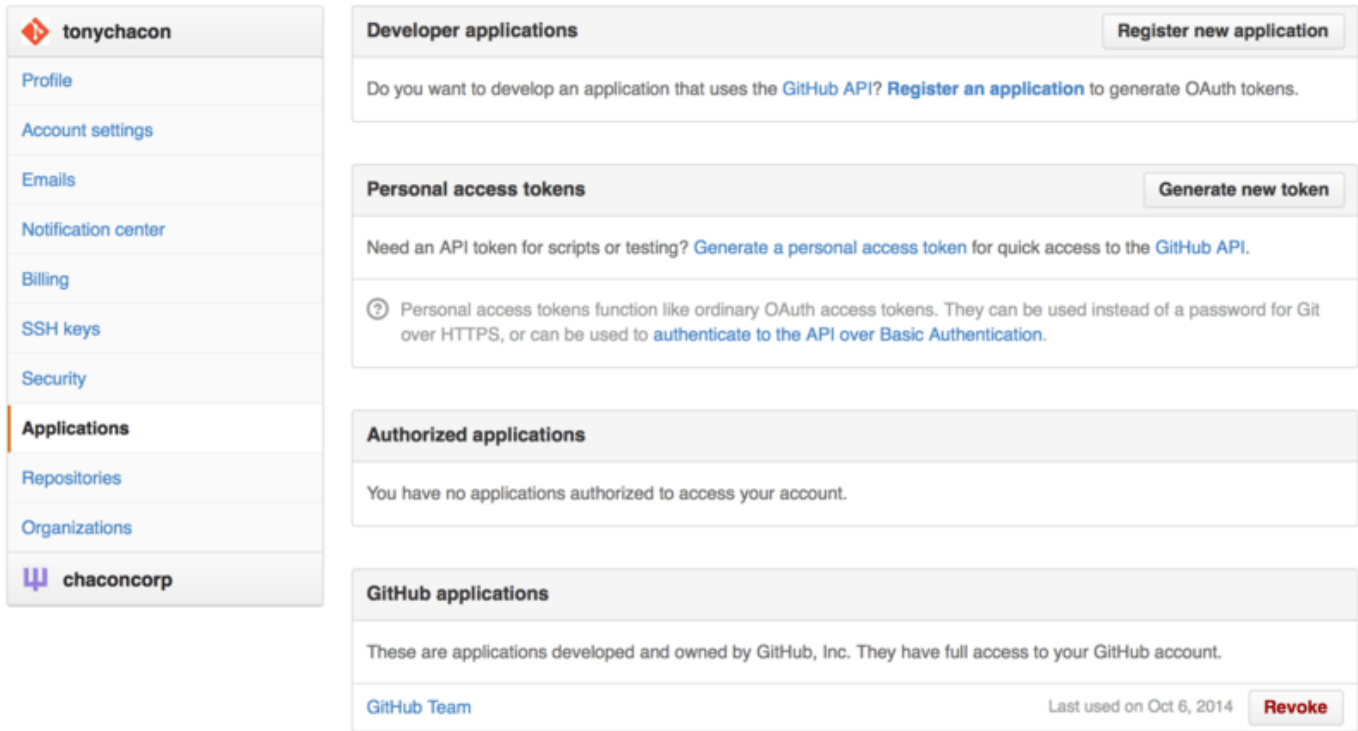 tonychacon
Profile
Account settings
Emails
Notification center
Billing
SSH keys
Security
Applications
Repositories
Organizations
chaconcorp
Developer applications
Register new application
Do you want to develop an application that uses the GitHub API? Register an application to generate OAuth tokens.
Personal access tokens
Generate new token
Need an API token for scripts or testing? Generate a personal access token for quick access to the GitHub API.
Personal access tokens function like ordinary OAuth access tokens. They can be used instead of a password for Git
over HTTPS, or can be used to authenticate to the API over Basic Authentication.
Authorized applications
You have no applications authorized to access your account.
GitHub applications
These are applications developed and owned by GitHub, Inc. They have full access to your GitHub account.
GitHub Team
Last used on Oct 6, 2014
Revoke